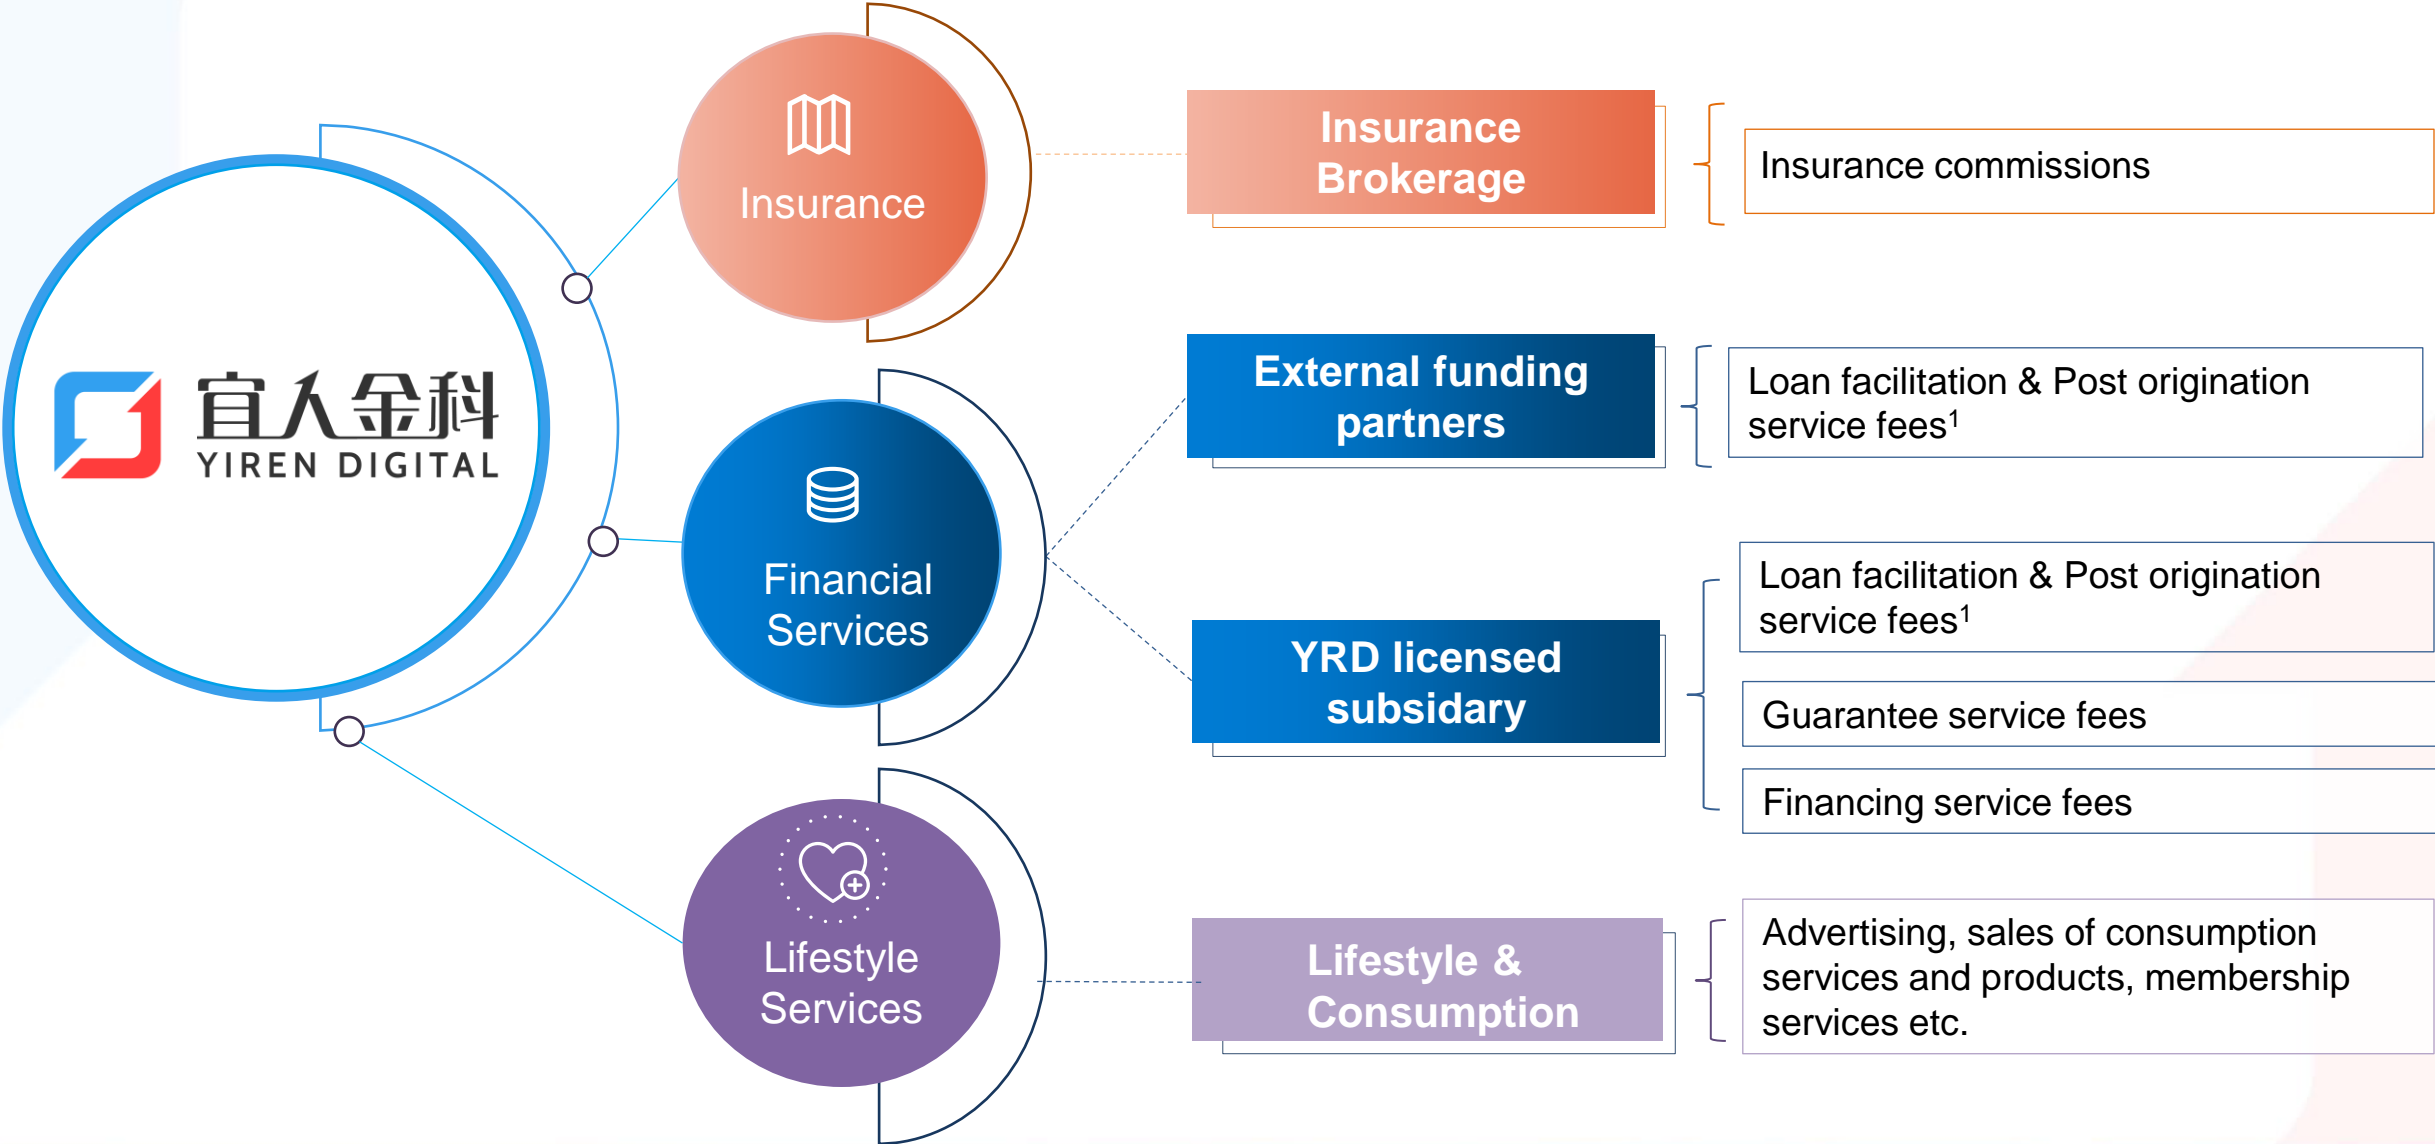 宜人金科
YIREN DIGITAL
Insurance
Insurance
Brokerage
Insurance commissions
Financial
Services
External funding
partners
Loan facilitation & Post origination
service fees¹
YRD licensed
subsidary
Loan facilitation & Post origination
service fees¹
Guarantee service fees
Financing service fees
Lifestyle
Services
Lifestyle &
Consumption
Advertising, sales of consumption
services and products, membership
services etc.